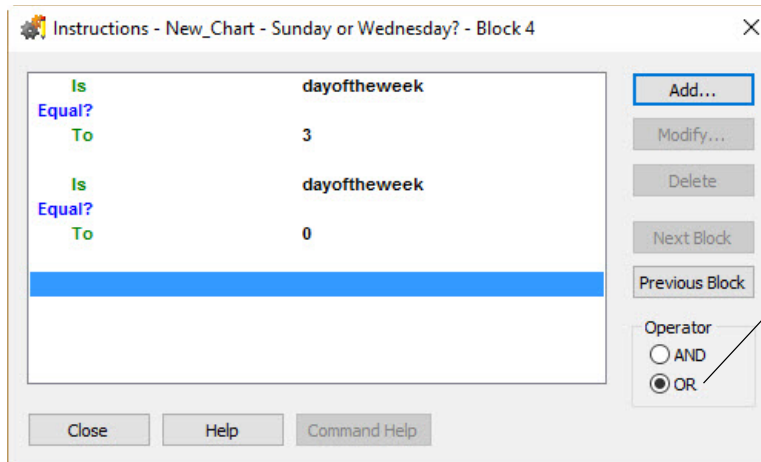 Instructions - New_Chart - Sunday or Wednesday? - Block 4
Is dayoftheweek
Equal?
To 3
Is dayoftheweek
Equal?
To 0
Add...
Modify...
Delete
Next Block
Previous Block
Operator
AND
OR
Close Help Command Help